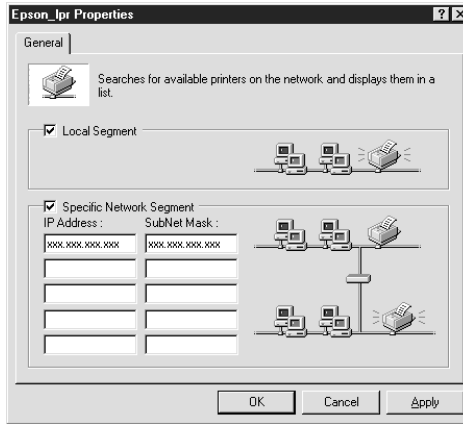 Epson_lpr Properties
General
Searches for available printers on the network and displays them in a
list.
Local Segment
Specific Network Segment
IP Address :
SubNet Mask :
xxx.xxx.xxx.xxx
xxx.xxx.xxx.xxx
OK
Cancel
Apply